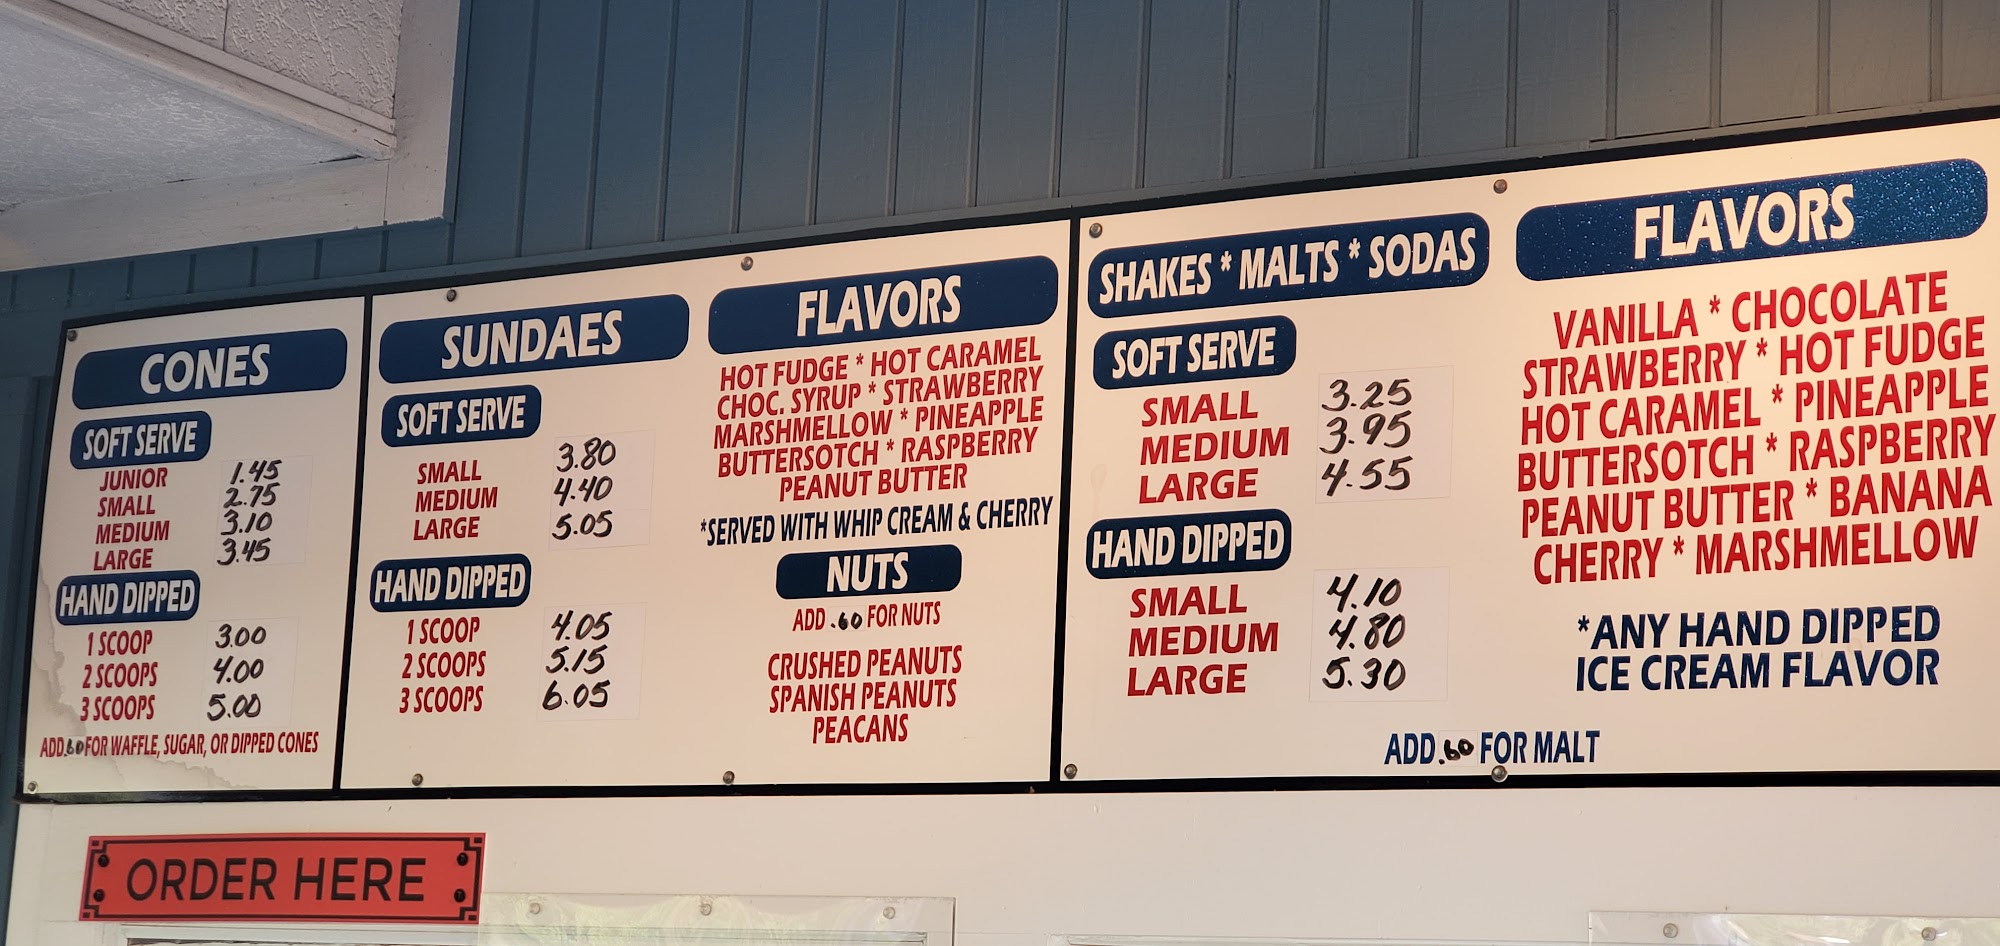 CONES
SOFT SERVE
JUNIOR 1.45
SMALL 2.75
MEDIUM 3.10
LARGE 3.45
HAND DIPPED
1 SCOOP 3.00
2 SCOOPS 4.00
3 SCOOPS 5.00
ADD .60 FOR WAFFLE, SUGAR, OR DIPPED CONES
SUNDAES
SOFT SERVE
SMALL 3.80
MEDIUM 4.40
LARGE 5.05
HAND DIPPED
1 SCOOP 4.05
2 SCOOPS 5.15
3 SCOOPS 6.05
FLAVORS
HOT FUDGE * HOT CARAMEL
CHOC. SYRUP * STRAWBERRY
MARSHMELLOW * PINEAPPLE
BUTTERSOTCH * RASPBERRY
PEANUT BUTTER
*SERVED WITH WHIP CREAM & CHERRY
NUTS
ADD .60 FOR NUTS
CRUSHED PEANUTS
SPANISH PEANUTS
PEACANS
SHAKES * MALTS * SODAS
SOFT SERVE
SMALL 3.25
MEDIUM 3.95
LARGE 4.55
HAND DIPPED
SMALL 4.10
MEDIUM 4.80
LARGE 5.30
FLAVORS
VANILLA * CHOCOLATE
STRAWBERRY * HOT FUDGE
HOT CARAMEL * PINEAPPLE
BUTTERSOTCH * RASPBERRY
PEANUT BUTTER * BANANA
CHERRY * MARSHMELLOW
*ANY HAND DIPPED
ICE CREAM FLAVOR
ADD .60 FOR MALT
ORDER HERE